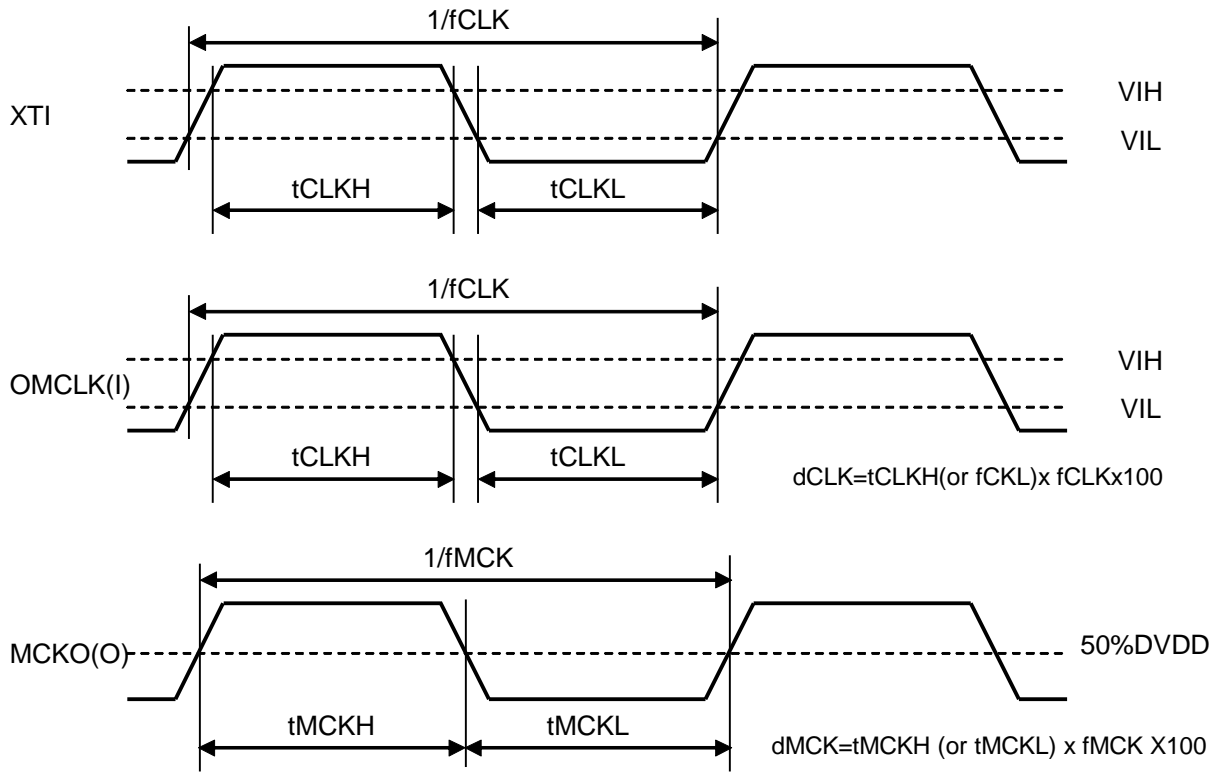 1/fCLK
VIH
XTI
VIL
tCLKH
tCLKL
1/fCLK
VIH
OMCLK(I)
VIL
tCLKH
tCLKL
dCLK=tCLKH(or fCKL)x fCLKx100
1/fMCK
MCKO(O)
50%DVDD
tMCKH
tMCKL
dMCK=tMCKH (or tMCKL) x fMCK X100